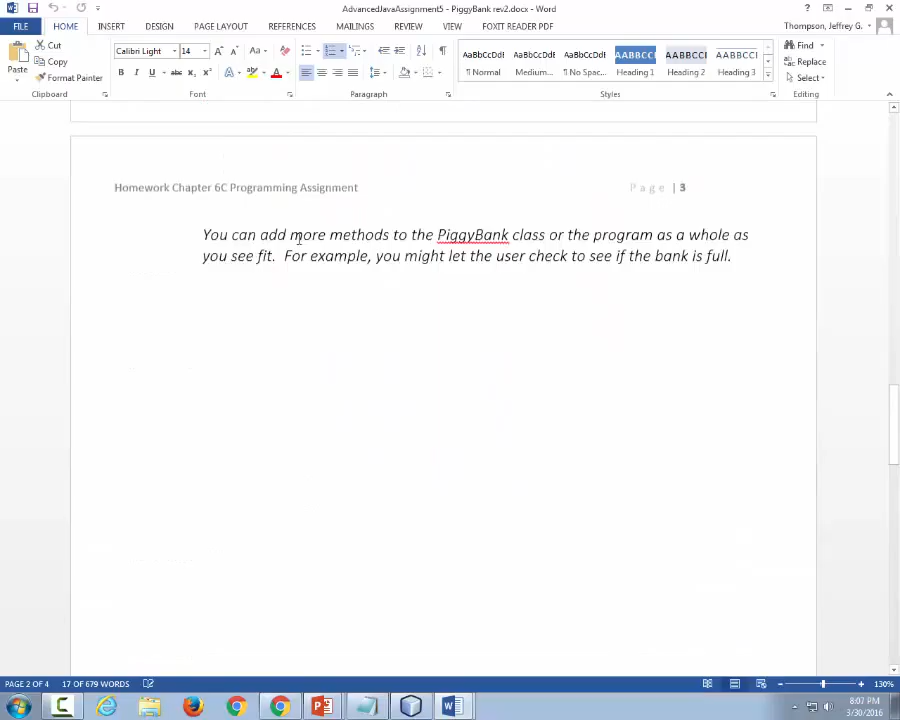 AdvancedJavaAssignment5 - PiggyBank rev2.docx - Word
FILE HOME INSERT DESIGN PAGE LAYOUT REFERENCES MAILINGS REVIEW VIEW FOXIT READER PDF Thompson, Jeffrey G.
Paste Cut Copy Format Painter
Calibri Light 14
AaBbCcDd AaBbCcDd AaBbCcDd AABBCC AABBCCI AABBCCI
¶ Normal Medium... ¶ No Spac... Heading 1 Heading 2 Heading 3
Find Replace Select
Clipboard Font Paragraph Styles Editing
Homework Chapter 6C Programming Assignment Page | 3
You can add more methods to the PiggyBank class or the program as a whole as
you see fit. For example, you might let the user check to see if the bank is full.
PAGE 2 OF 4 17 OF 679 WORDS 130%
8:07 PM
3/30/2016